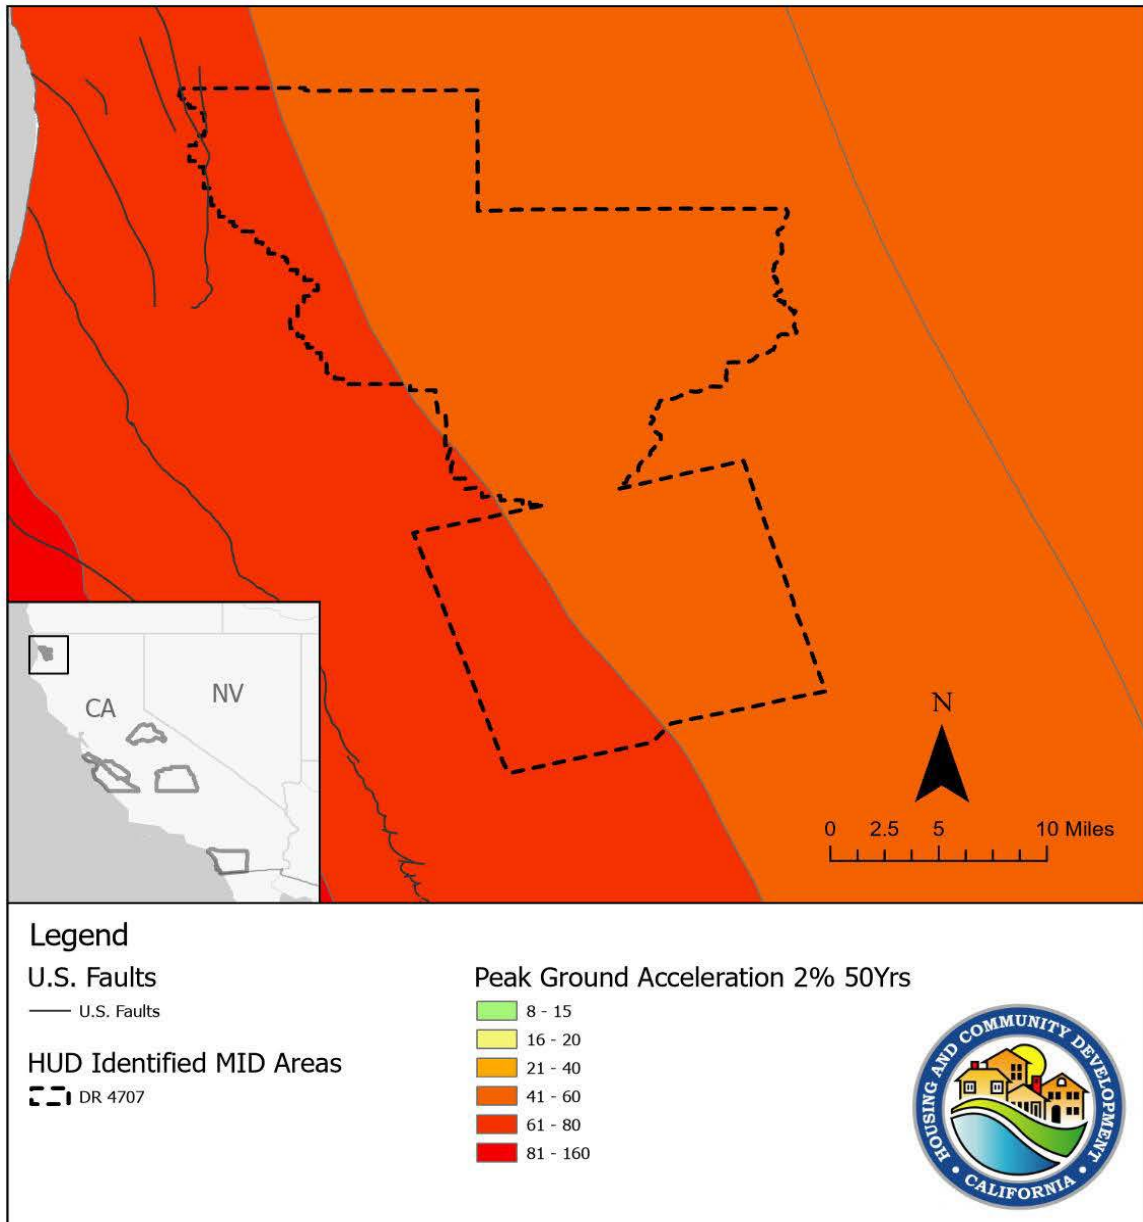 CA
NV
N
0 2.5 5 10 Miles
Legend
U.S. Faults
U.S. Faults
HUD Identified MID Areas
DR 4707
Peak Ground Acceleration 2% 50Yrs
8 - 15
16 - 20
21 - 40
41 - 60
61 - 80
81 - 160
HOUSING AND COMMUNITY DEVELOPMENT
• CALIFORNIA •